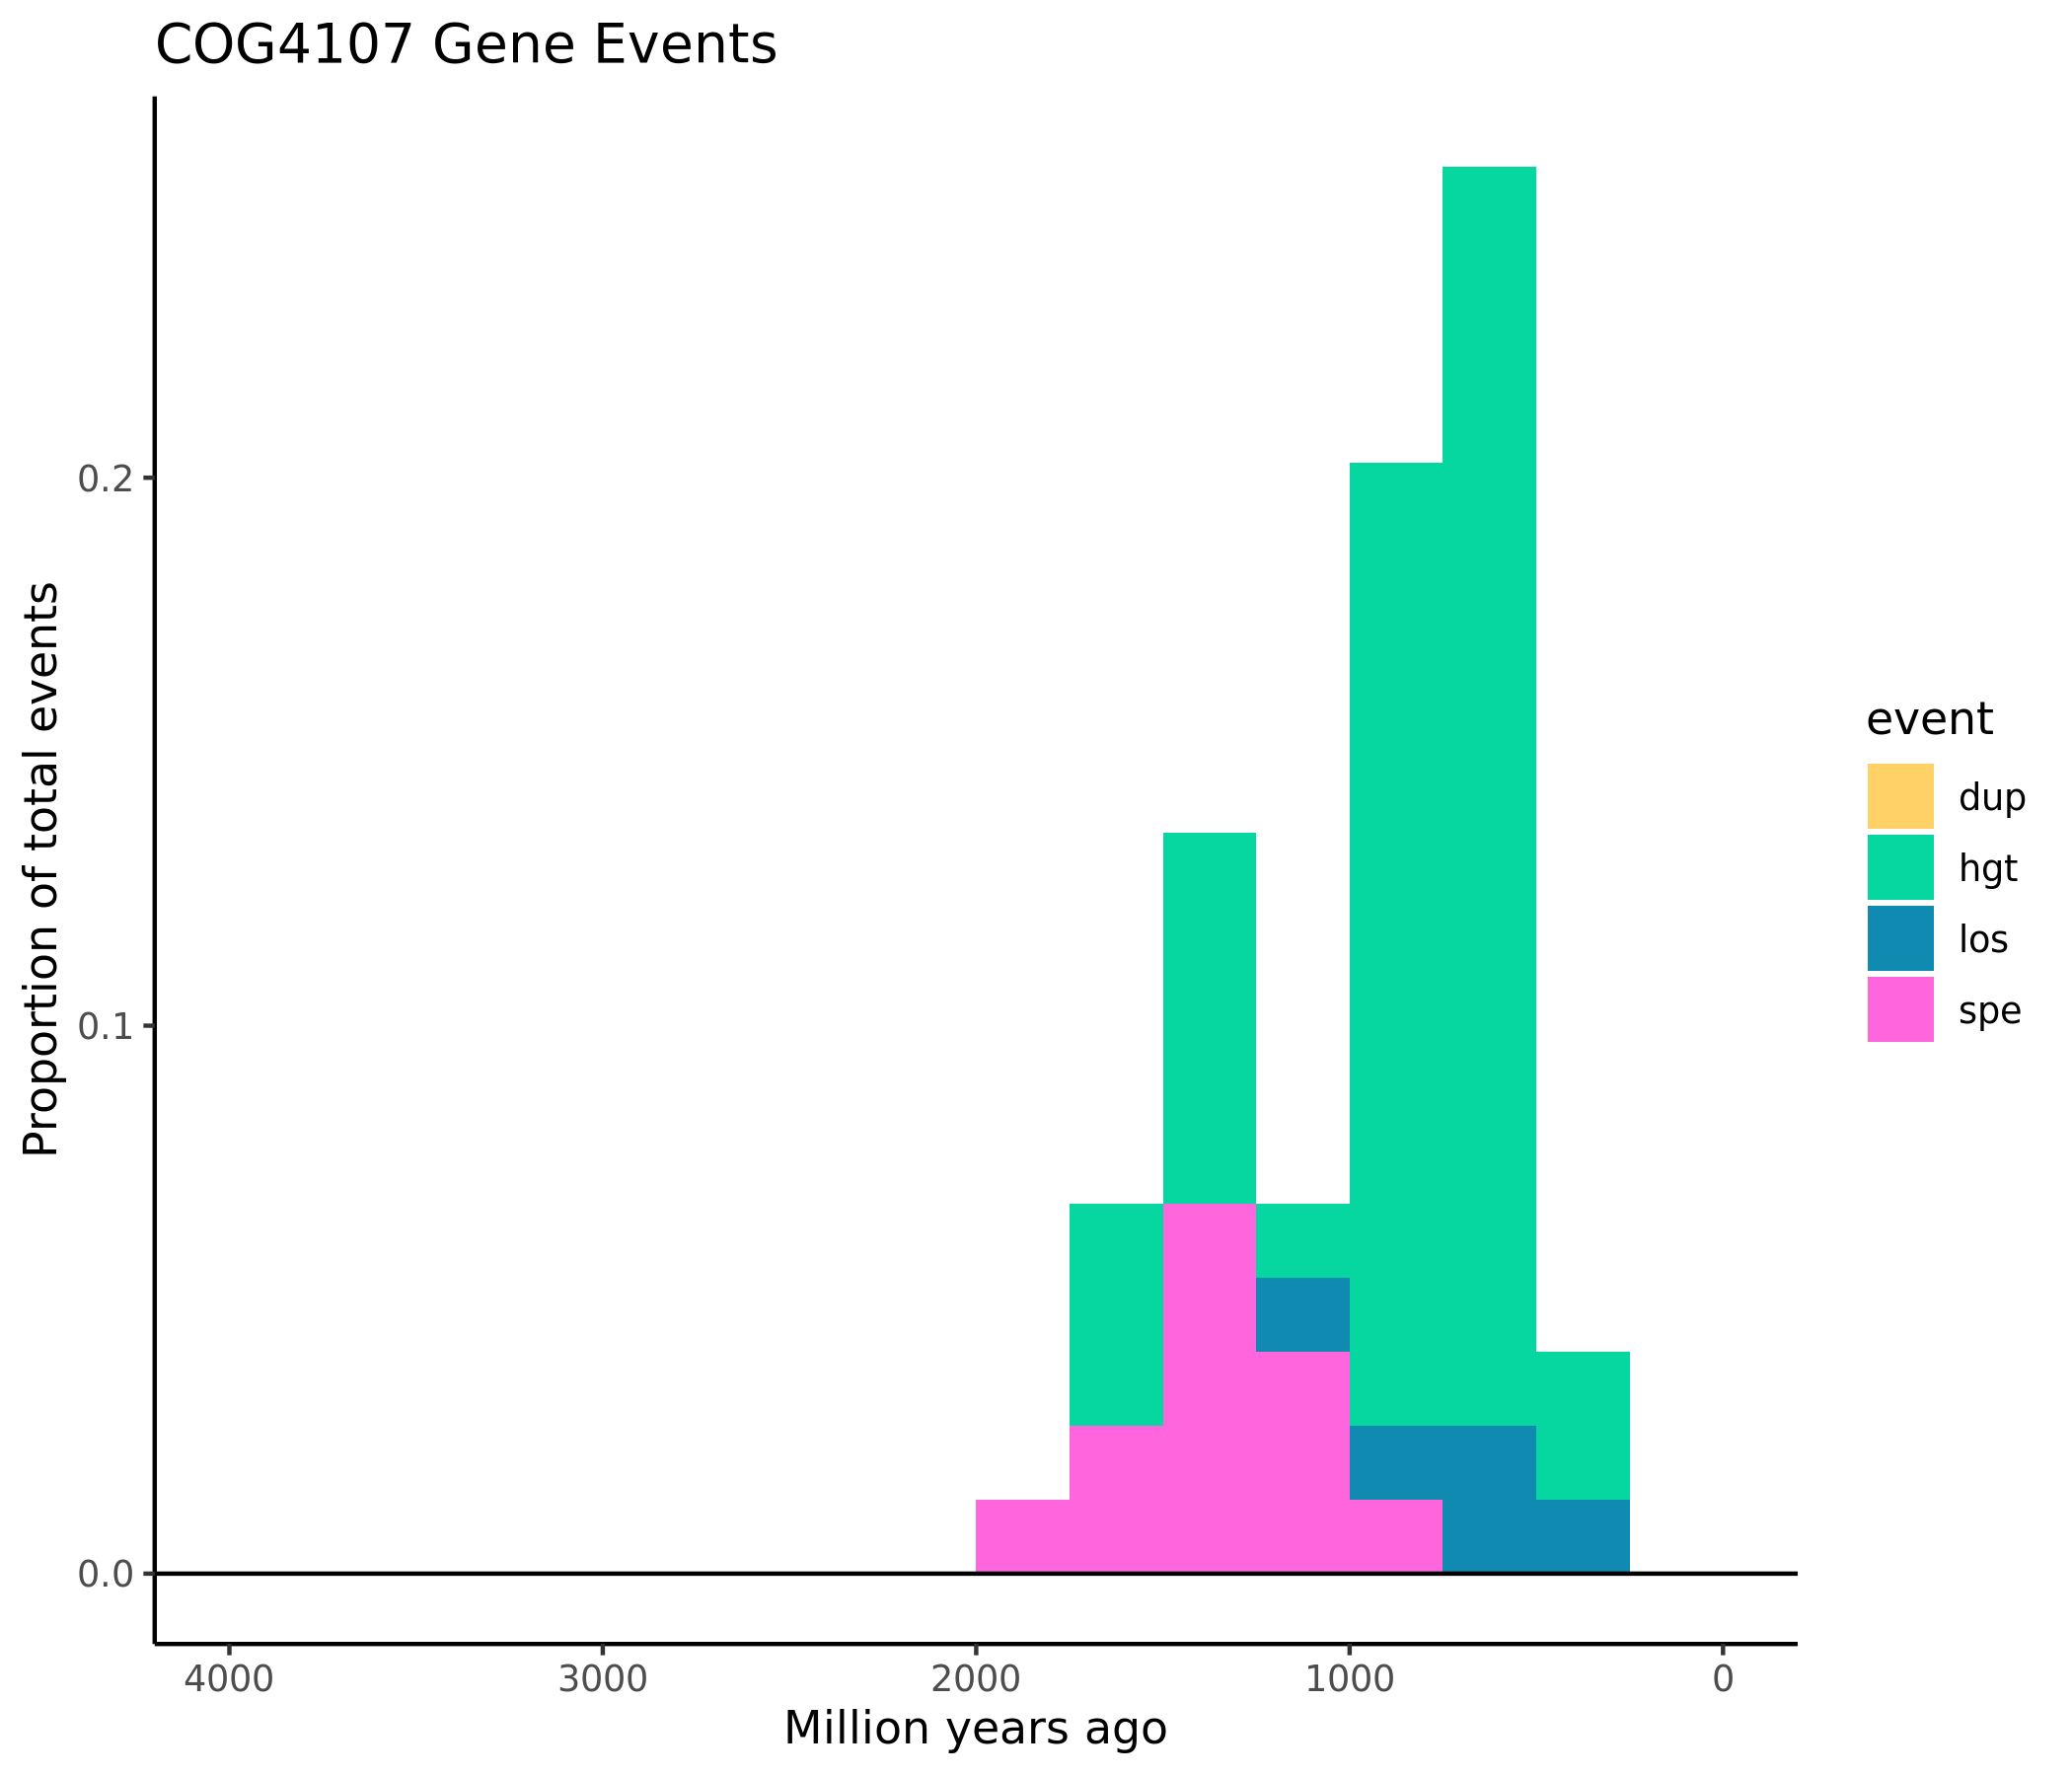 COG4107 Gene Events
Proportion of total events
0.2
0.1
0.0
4000 3000 2000 1000 0
Million years ago
event
dup
hgt
los
spe